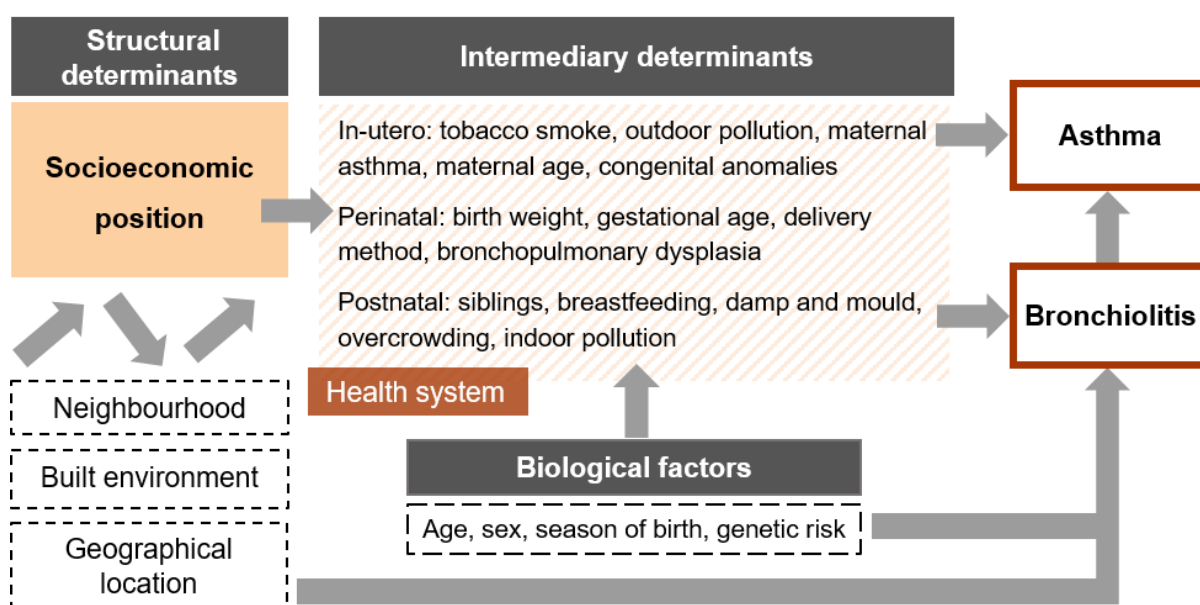 Structural
determinants
Intermediary determinants
Socioeconomic
position
In-utero: tobacco smoke, outdoor pollution, maternal
asthma, maternal age, congenital anomalies
Perinatal: birth weight, gestational age, delivery
method, bronchopulmonary dysplasia
Postnatal: siblings, breastfeeding, damp and mould,
overcrowding, indoor pollution
Asthma
Bronchiolitis
Health system
Neighbourhood
Built environment
Geographical
location
Biological factors
Age, sex, season of birth, genetic risk